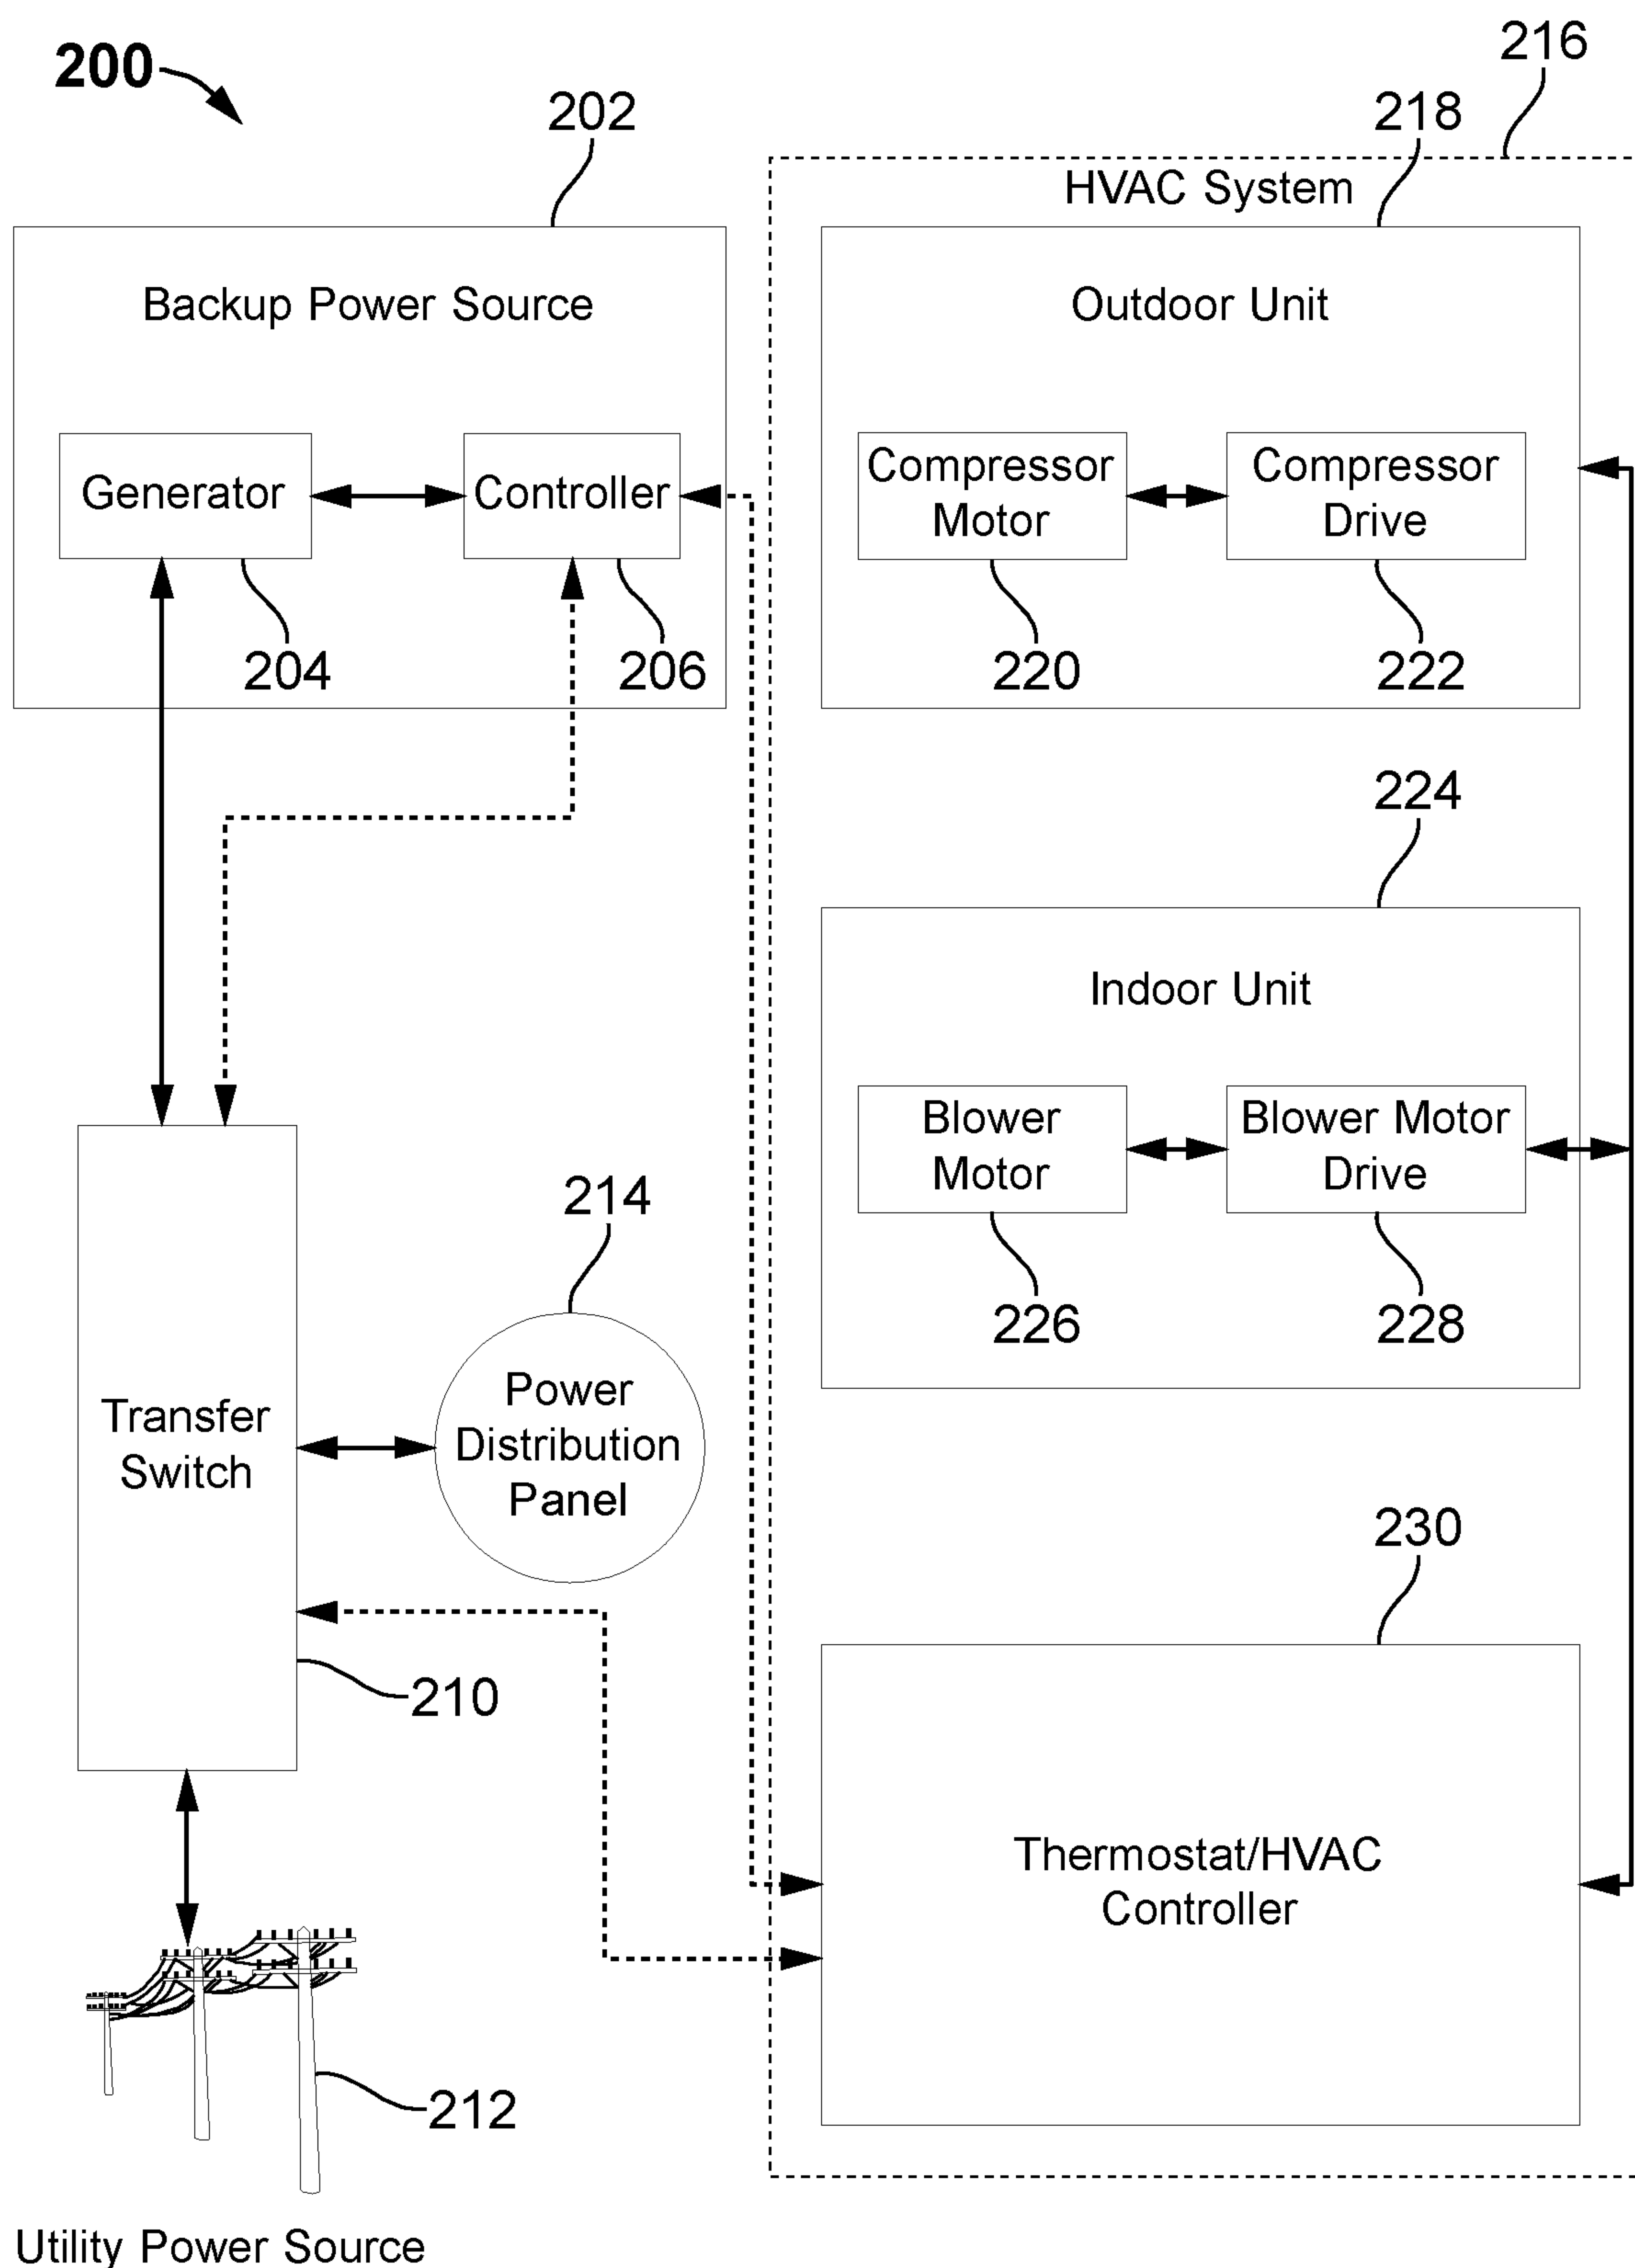 200
216
202
218
HVAC System
Backup Power Source
Outdoor Unit
Generator
Controller
Compressor
Motor
Compressor
Drive
204
206
220
222
224
Indoor Unit
Blower
Motor
Blower Motor
Drive
214
226
228
Power
Distribution
Panel
Transfer
Switch
230
210
Thermostat/HVAC
Controller
212
Utility Power Source